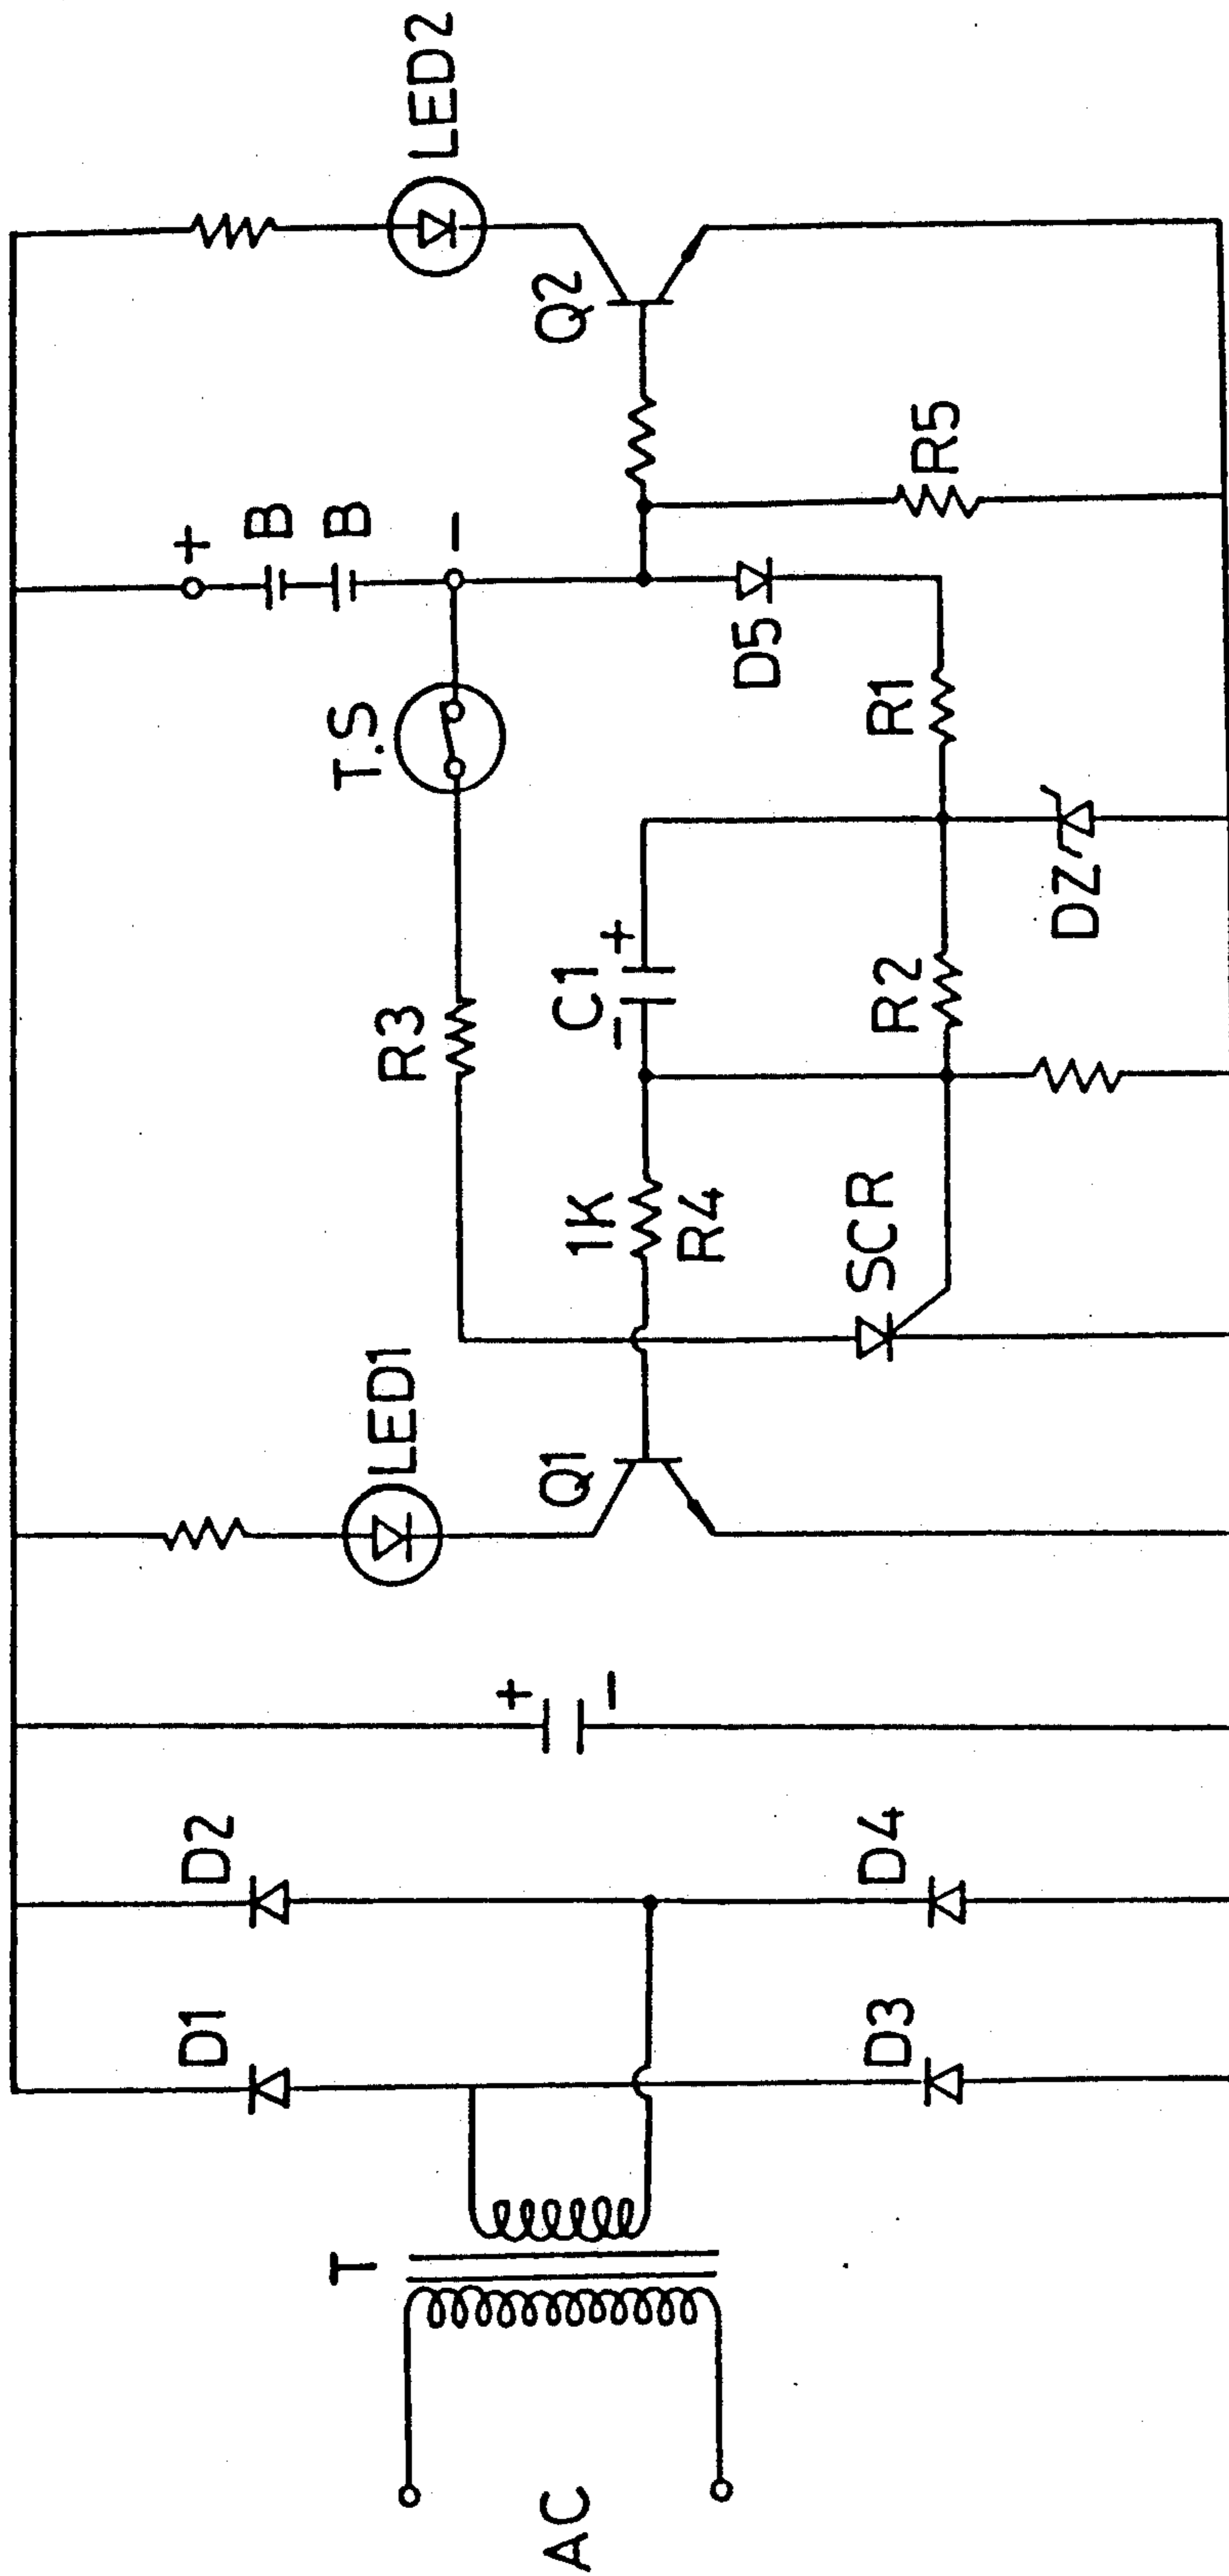 AC
T
D1
D2
D3
D4
+
-
LED1
Q1
1K
R4
SCR
R3
C1
-
+
R2
R1
DZ
T.S
D5
+
B
B
-
R5
Q2
LED2